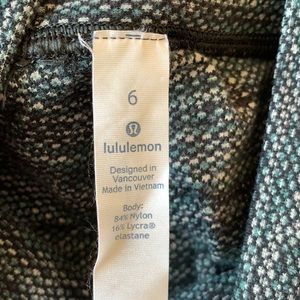 6
lululemon
Designed in
Vancouver
Made in Vietnam
Body:
84% Nylon
16% Lycra®
elastane